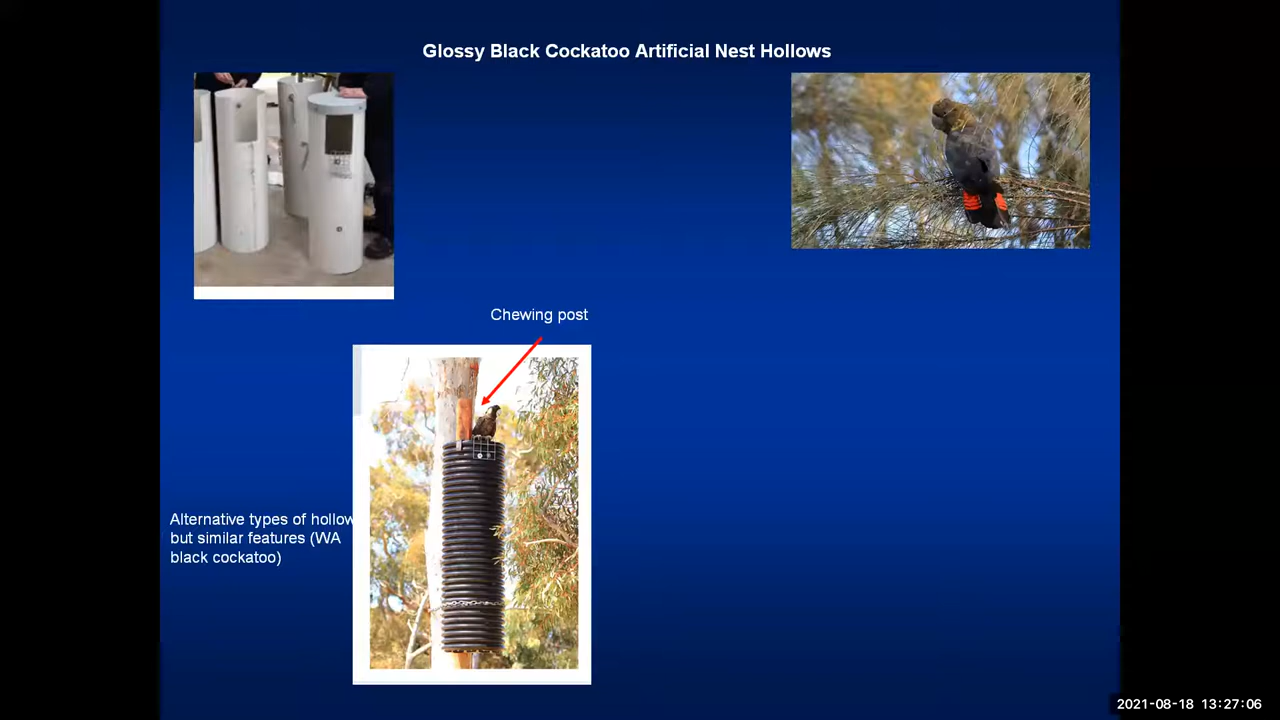 Glossy Black Cockatoo Artificial Nest Hollows
Chewing post
Alternative types of hollow
but similar features (WA
black cockatoo)
2021-08-18 13:27:06